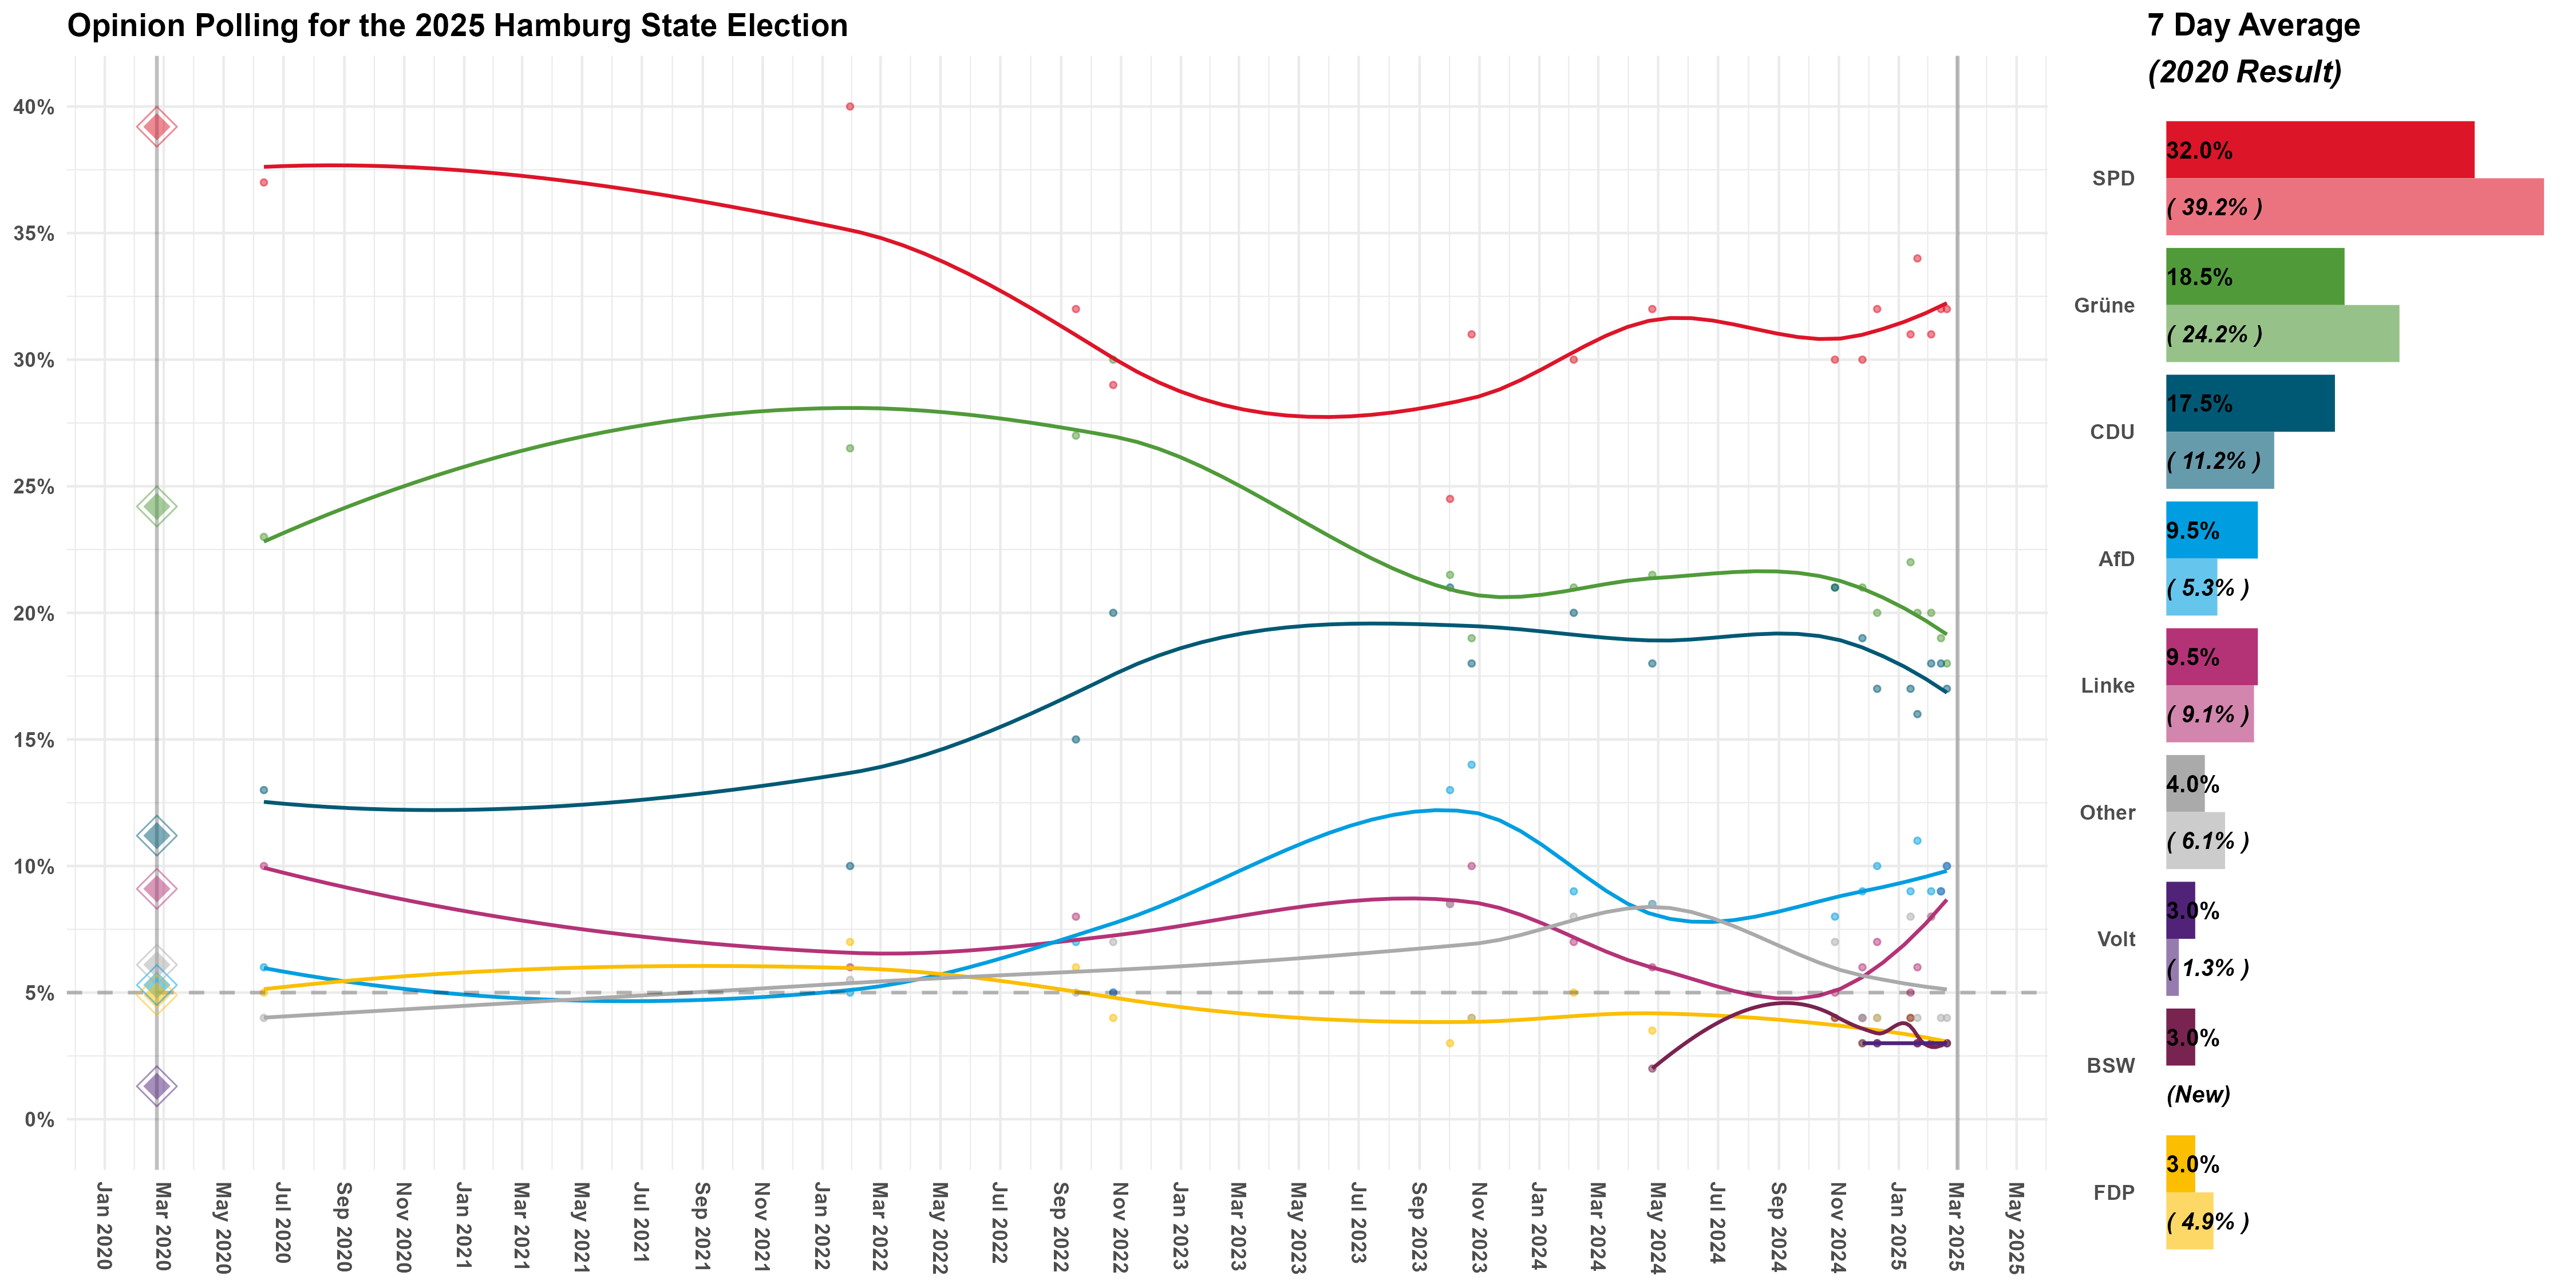 Opinion Polling for the 2025 Hamburg State Election
40%
35%
30%
25%
20%
15%
10%
5%
0%
Jan 2020
Mar 2020
May 2020
Jul 2020
Sep 2020
Nov 2020
Jan 2021
Mar 2021
May 2021
Jul 2021
Sep 2021
Nov 2021
Jan 2022
Mar 2022
May 2022
Jul 2022
Sep 2022
Nov 2022
Jan 2023
Mar 2023
May 2023
Jul 2023
Sep 2023
Nov 2023
Jan 2024
Mar 2024
May 2024
Jul 2024
Sep 2024
Nov 2024
Jan 2025
Mar 2025
May 2025
7 Day Average
(2020 Result)
SPD
32.0%
( 39.2% )
Grüne
18.5%
( 24.2% )
CDU
17.5%
( 11.2% )
AfD
9.5%
( 5.3% )
Linke
9.5%
( 9.1% )
Other
4.0%
( 6.1% )
Volt
3.0%
( 1.3% )
BSW
3.0%
(New)
FDP
3.0%
( 4.9% )